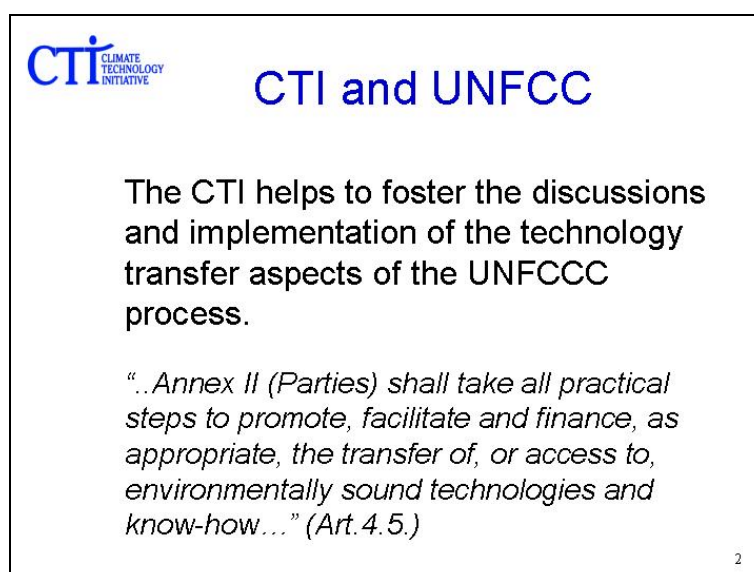 CTI CLIMATE
TECHNOLOGY
INITIATIVE
CTI and UNFCC
The CTI helps to foster the discussions
and implementation of the technology
transfer aspects of the UNFCCC
process.
“..Annex II (Parties) shall take all practical
steps to promote, facilitate and finance, as
appropriate, the transfer of, or access to,
environmentally sound technologies and
know-how…” (Art.4.5.)
2